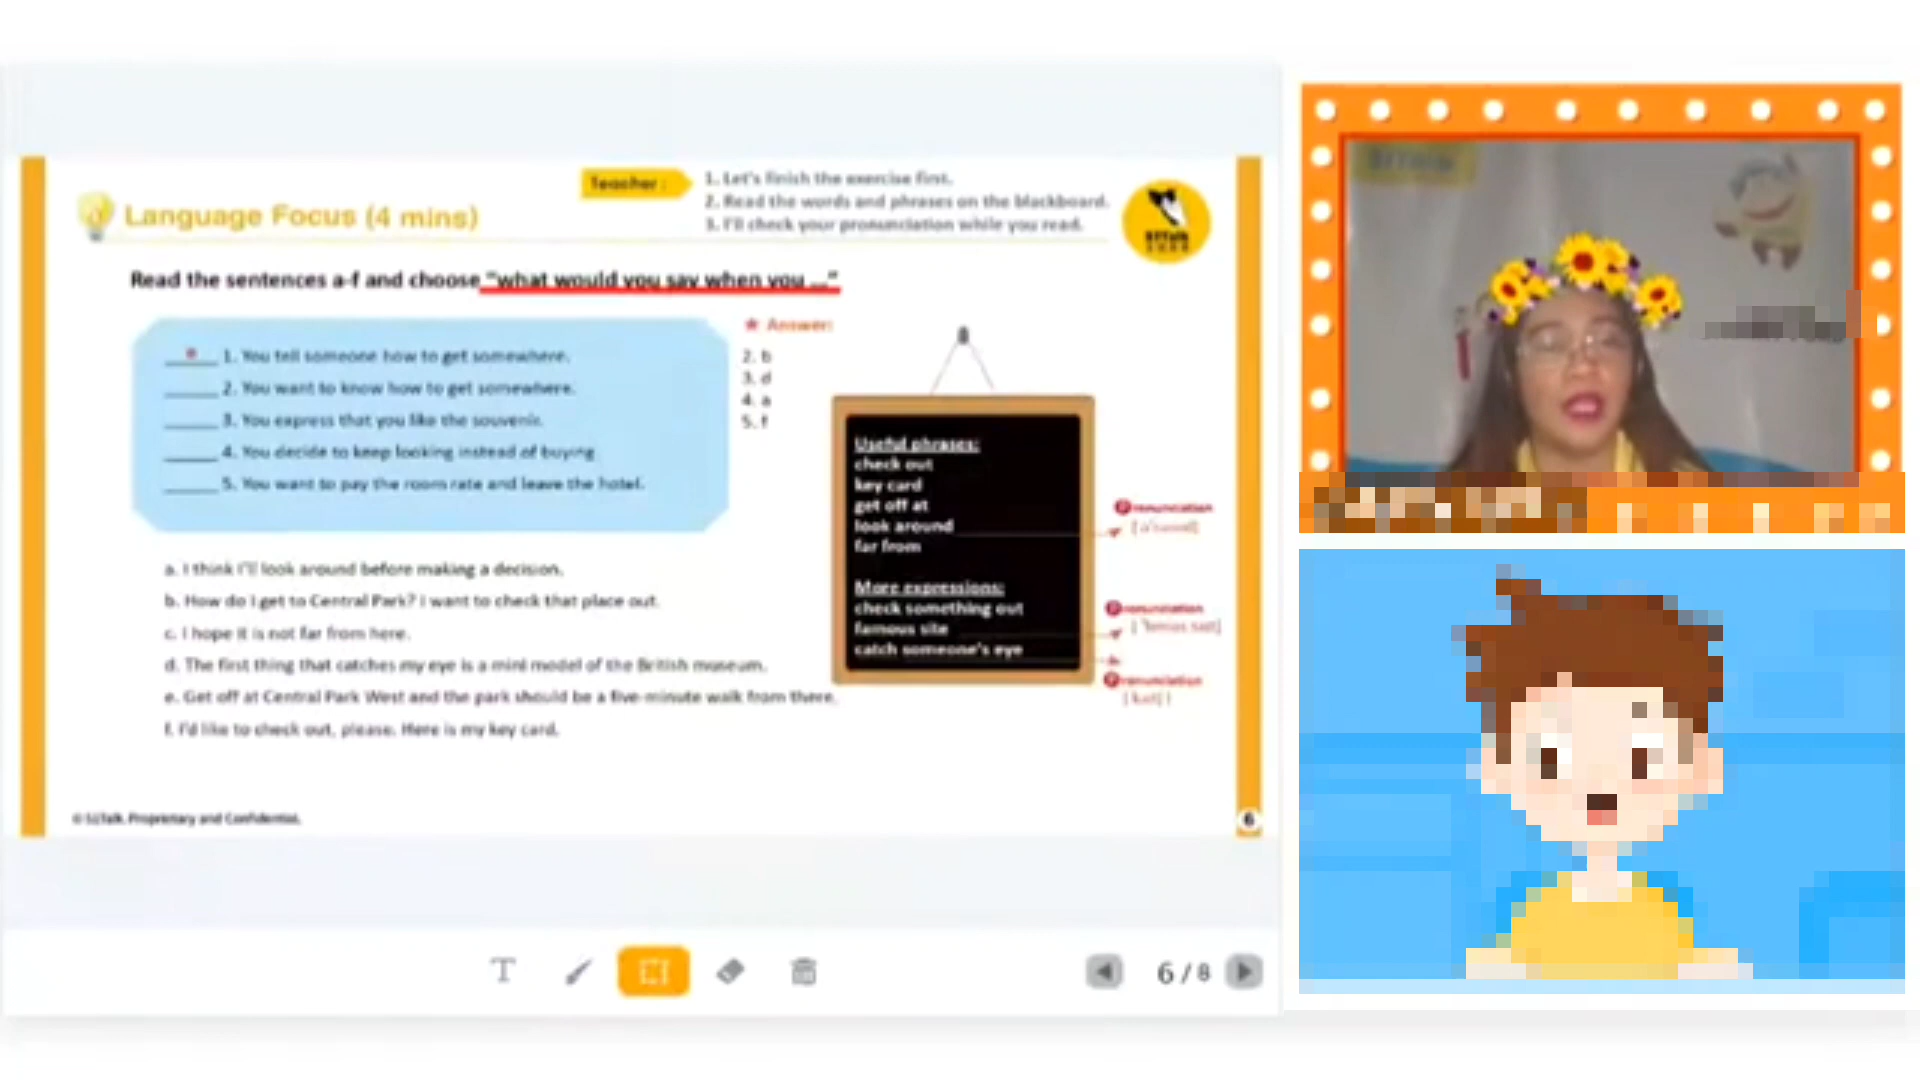 Teacher :
1. Let's finish the exercise first.
2. Read the words and phrases on the blackboard.
3. I'll check your pronunciation while you read.
Language Focus (4 mins)
51Talk
Read the sentences a-f and choose "what would you say when you ..."
★ Answer:
e 1. You tell someone how to get somewhere.
2. You want to know how to get somewhere.
3. You express that you like the souvenir.
4. You decide to keep looking instead of buying
5. You want to pay the room rate and leave the hotel.
2. b
3. d
4. a
5. f
Useful phrases:
check out
key card
get off at
look around
far from
More expressions:
check something out
famous site
catch someone's eye
Pronunciation
Pronunciation
Pronunciation
a. I think I'll look around before making a decision.
b. How do I get to Central Park? I want to check that place out.
c. I hope it is not far from here.
d. The first thing that catches my eye is a mini model of the British museum.
e. Get off at Central Park West and the park should be a five-minute walk from there.
f. I'd like to check out, please. Here is my key card.
© 51Talk. Proprietary and Confidential.
6
T
6 / 8